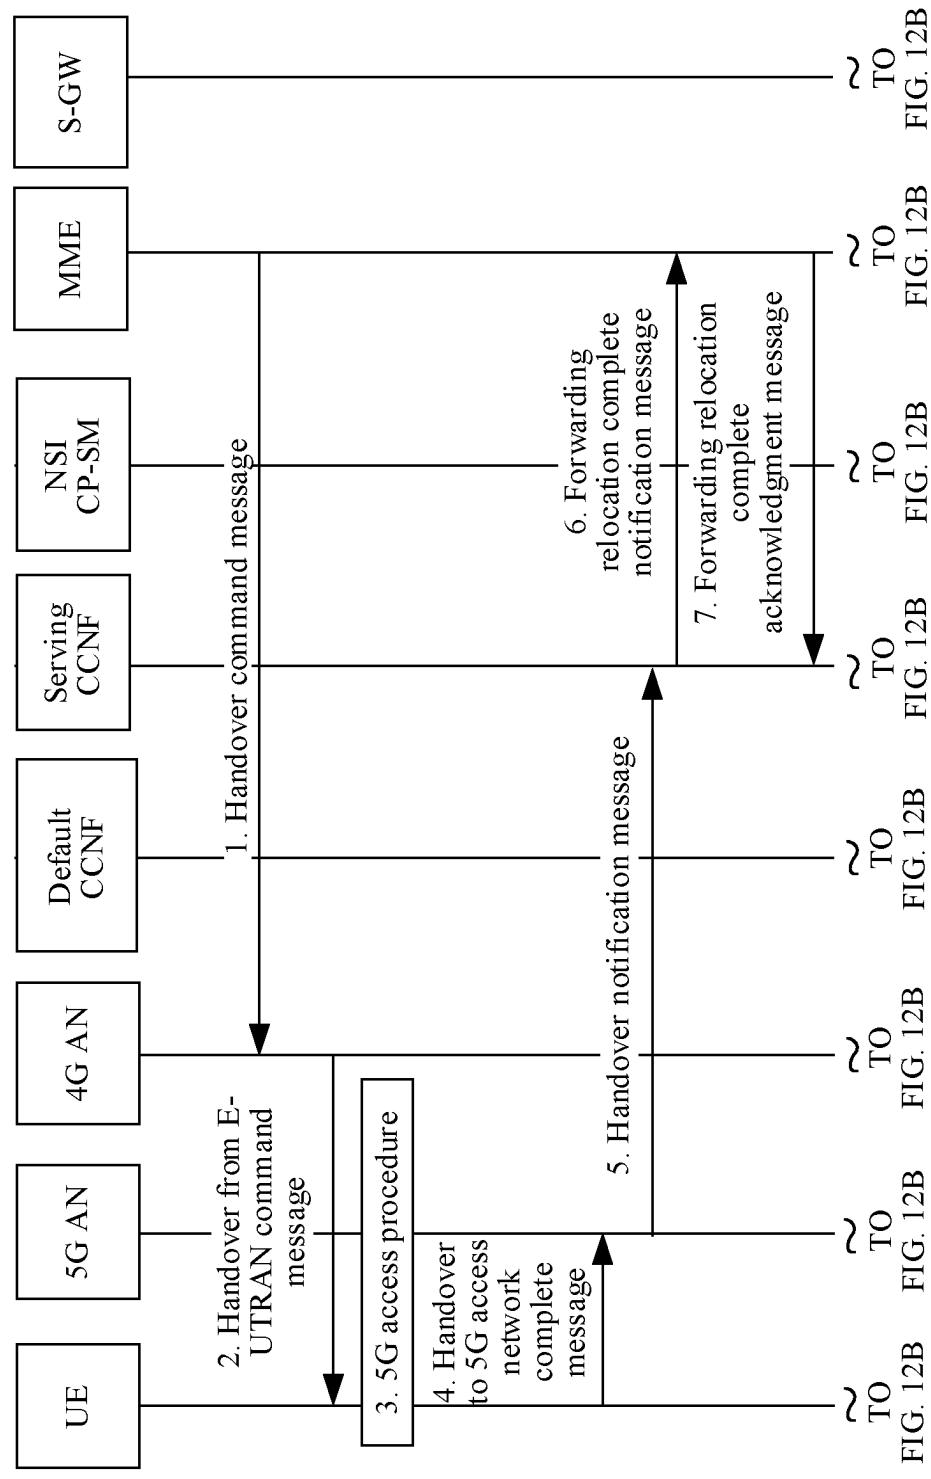 UE
5G AN
4G AN
Default
CCNF
Serving
CCNF
NSI
CP-SM
MME
S-GW
1. Handover command message
2. Handover from E-
UTRAN command
message
3. 5G access procedure
4. Handover
to 5G access
network
complete
message
5. Handover notification message
6. Forwarding
relocation complete
notification message
7. Forwarding relocation
complete
acknowledgment message
TO
FIG. 12B
TO
FIG. 12B
TO
FIG. 12B
TO
FIG. 12B
TO
FIG. 12B
TO
FIG. 12B
TO
FIG. 12B
TO
FIG. 12B